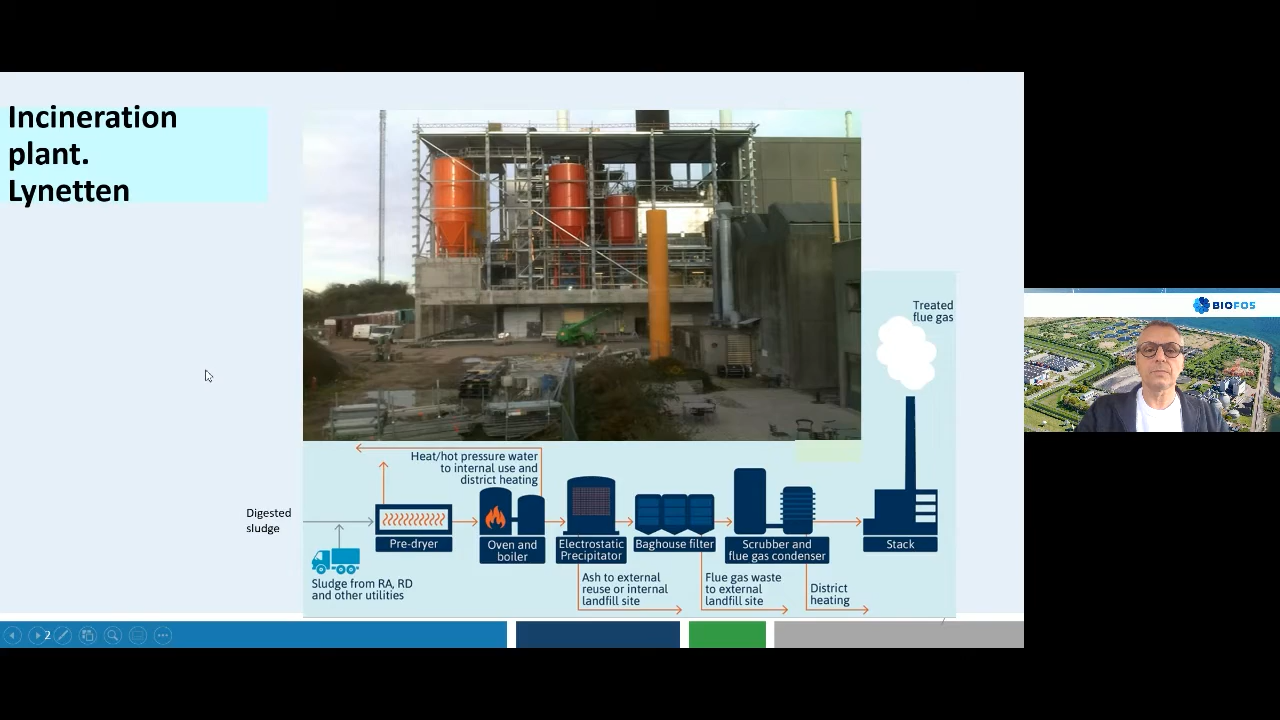 Incineration
plant.
Lynetten
BIOFOS
Treated
flue gas
Heat/hot pressure water
to internal use and
district heating
Digested
sludge
Pre-dryer
Oven and
boiler
Electrostatic
Precipitator
Baghouse filter
Scrubber and
flue gas condenser
Stack
Sludge from RA, RD
and other utilities
Ash to external
reuse or internal
landfill site
Flue gas waste
to external
landfill site
District
heating
2